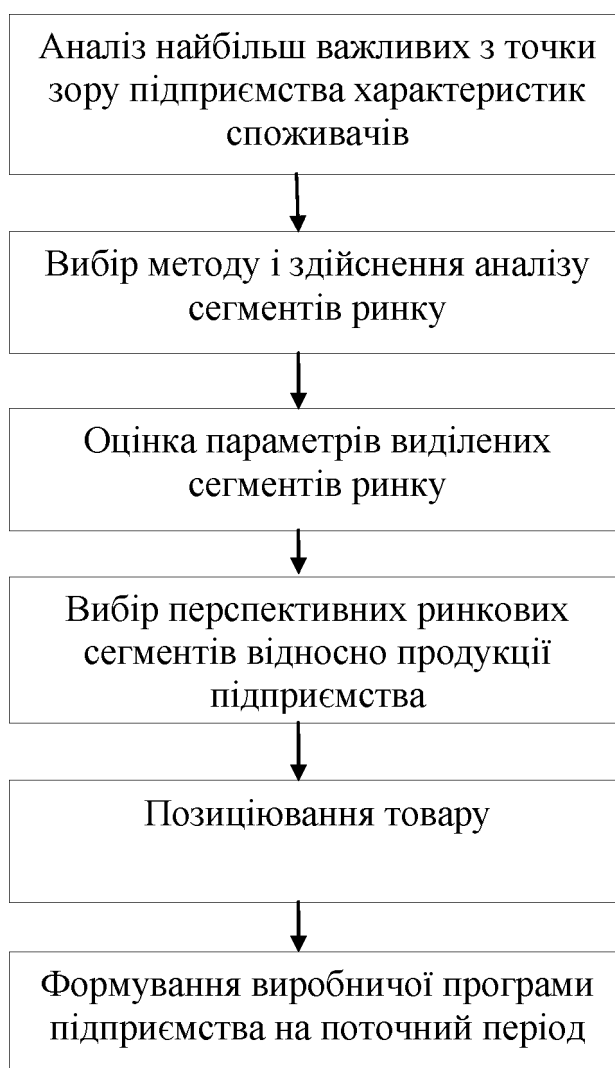 Аналіз найбільш важливих з точки
зору підприємства характеристик
споживачів
Вибір методу і здійснення аналізу
сегментів ринку
Оцінка параметрів виділених
сегментів ринку
Вибір перспективних ринкових
сегментів відносно продукції
підприємства
Позиціювання товару
Формування виробничої програми
підприємства на поточний період